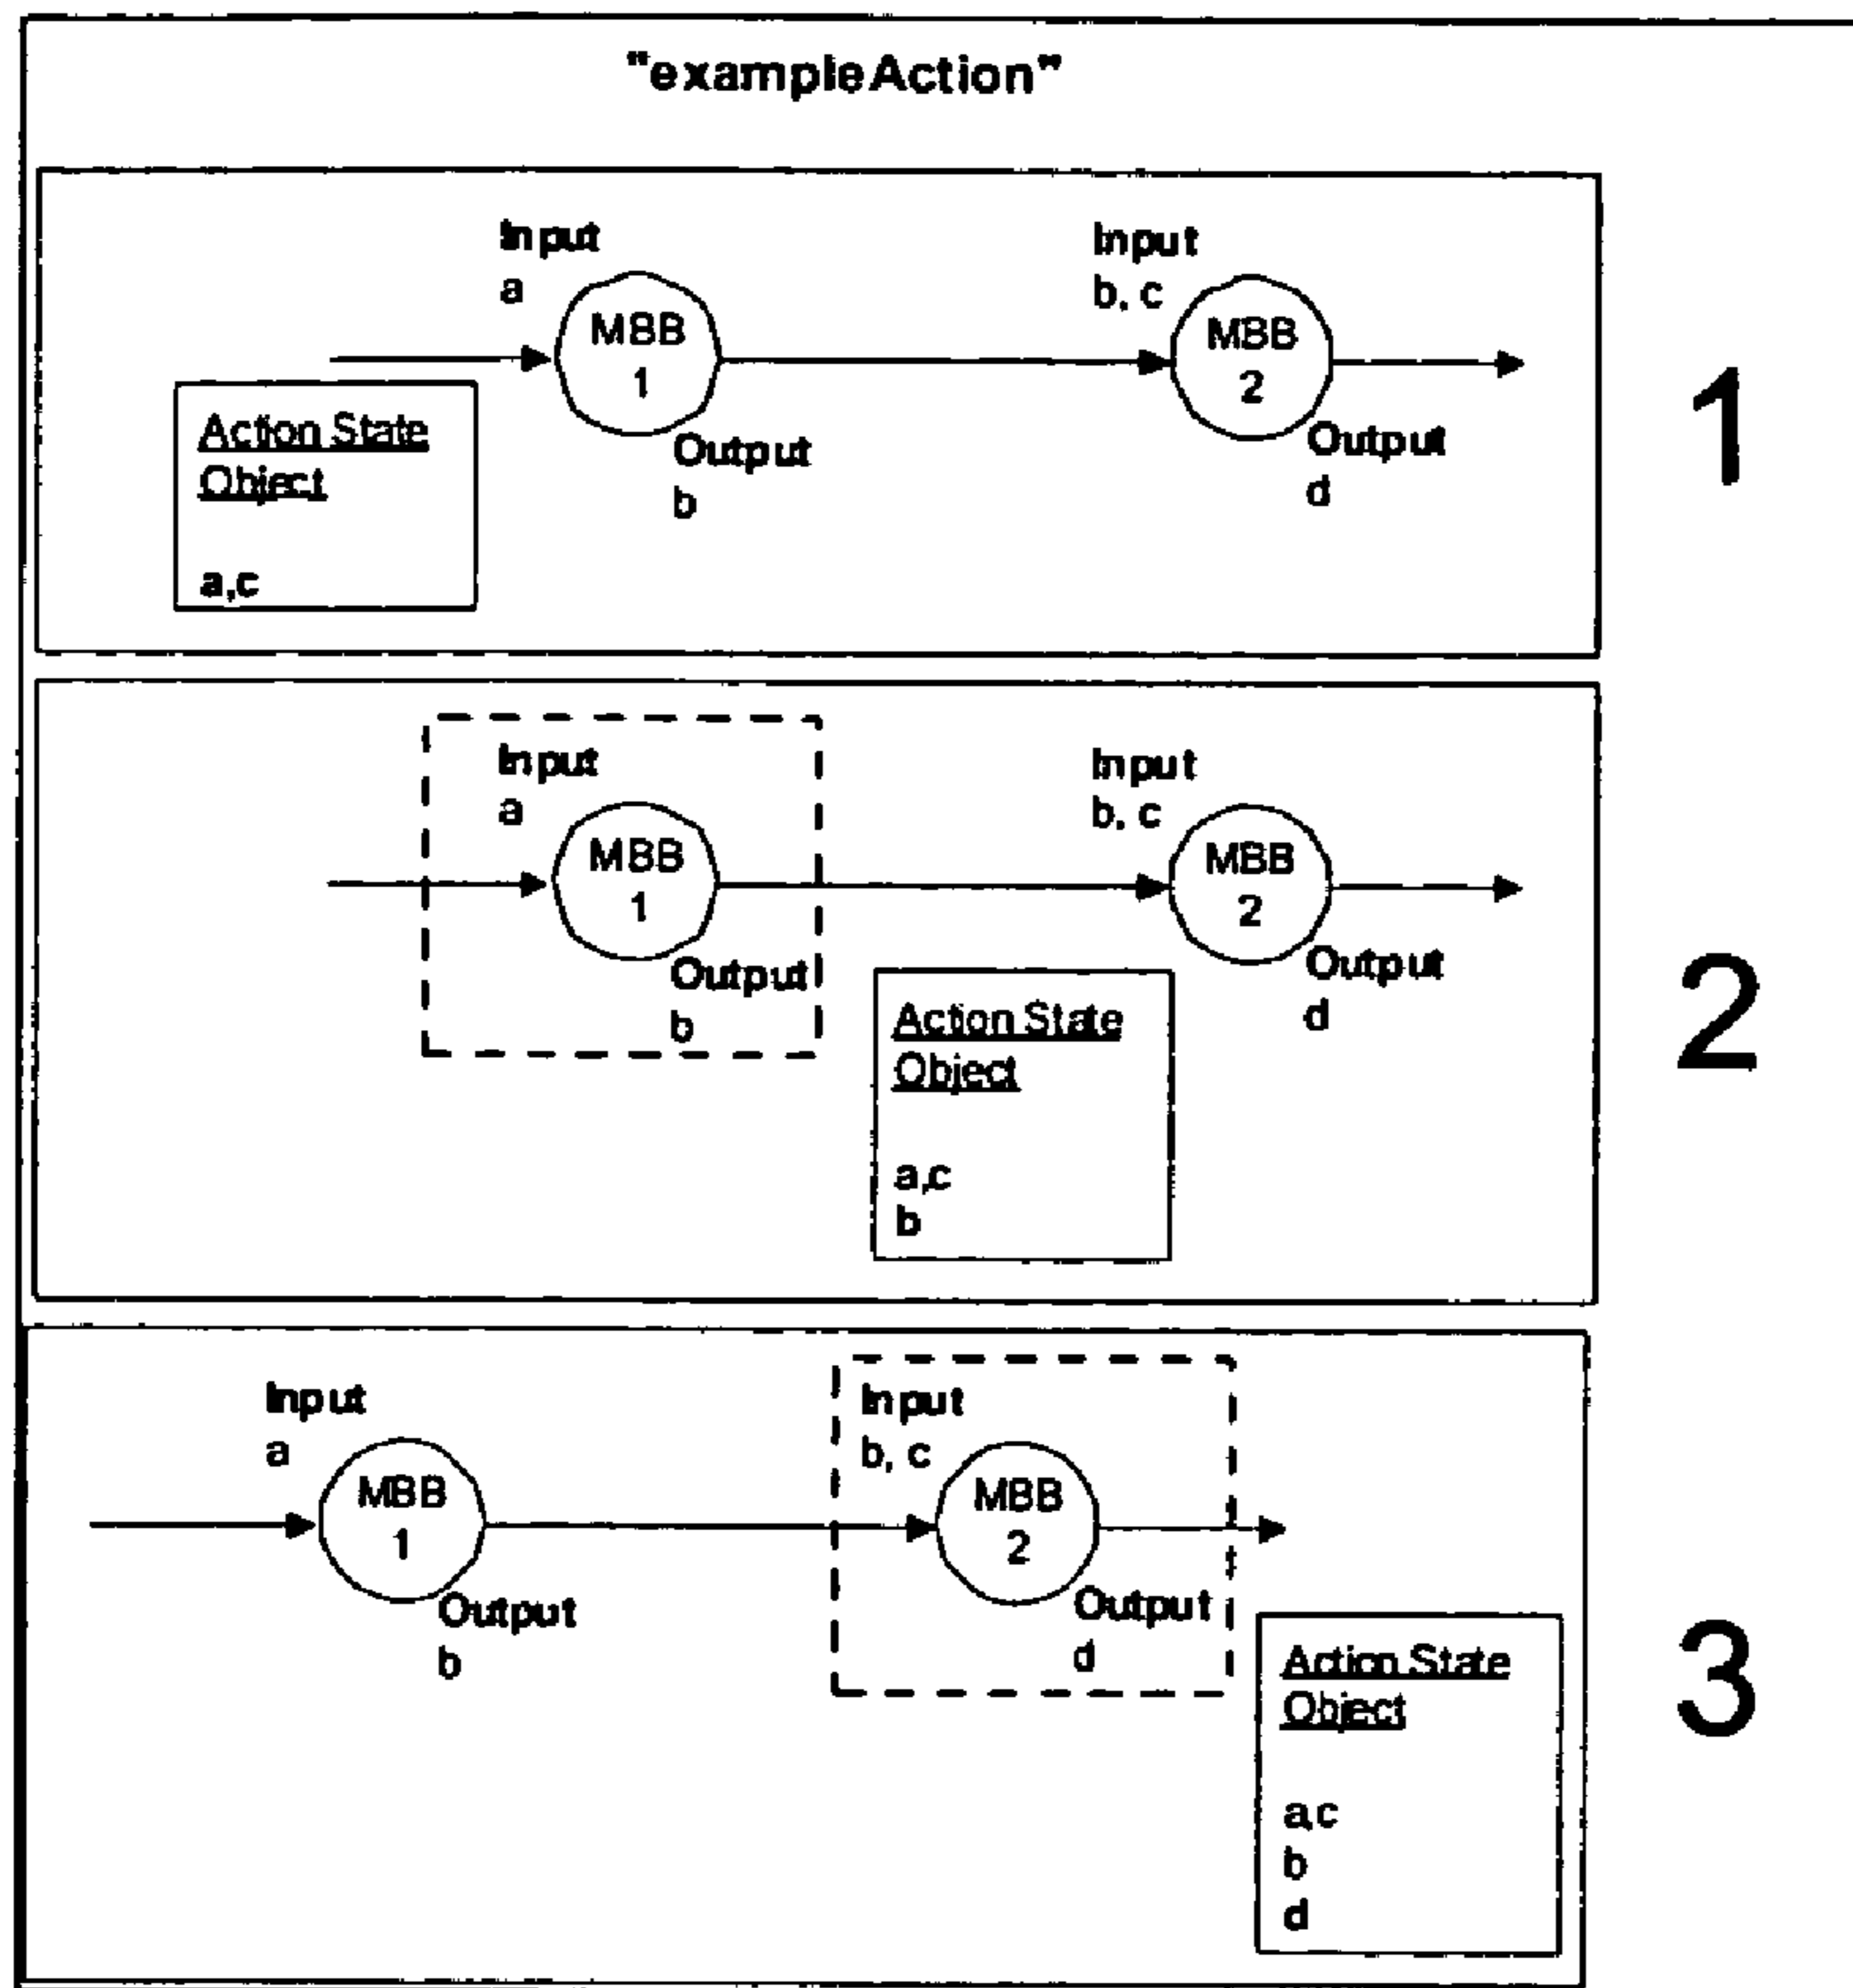 "exampleAction"
Input
a
MBB
1
Output
b
Input
b, c
MBB
2
Output
d
Action State
Object
a,c
1
Input
a
MBB
1
Output
b
Input
b, c
MBB
2
Output
d
Action State
Object
a,c
b
2
Input
a
MBB
1
Output
b
Input
b, c
MBB
2
Output
d
Action State
Object
a,c
b
d
3